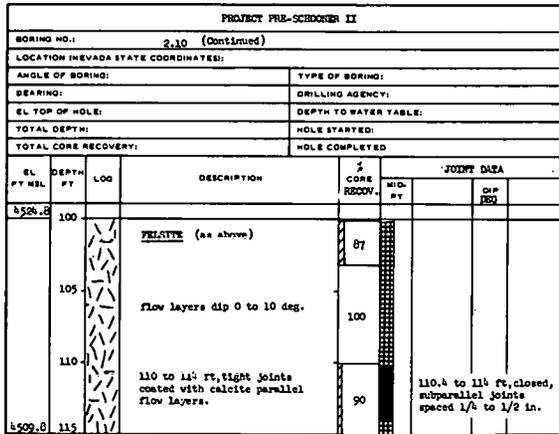 PROJECT PRE-SCHOONER II
BORING NO.: 2.10 (Continued)
LOCATION (NEVADA STATE COORDINATES):
ANGLE OF BORING: TYPE OF BORING:
BEARING: DRILLING AGENCY:
EL TOP OF HOLE: DEPTH TO WATER TABLE:
TOTAL DEPTH: HOLE STARTED:
TOTAL CORE RECOVERY: HOLE COMPLETED
EL FT MSL
DEPTH FT
LOG
DESCRIPTION
CORE RECOV.
JOINT DATA
MID-PT
DIP DEG
4524.8
100
FELSITE (as above)
87
105
flow layers dip 0 to 10 deg.
100
110
110 to 114 ft, tight joints
coated with calcite parallel
flow layers.
90
110.4 to 114 ft, closed,
subparallel joints
spaced 1/4 to 1/2 in.
4509.8
115